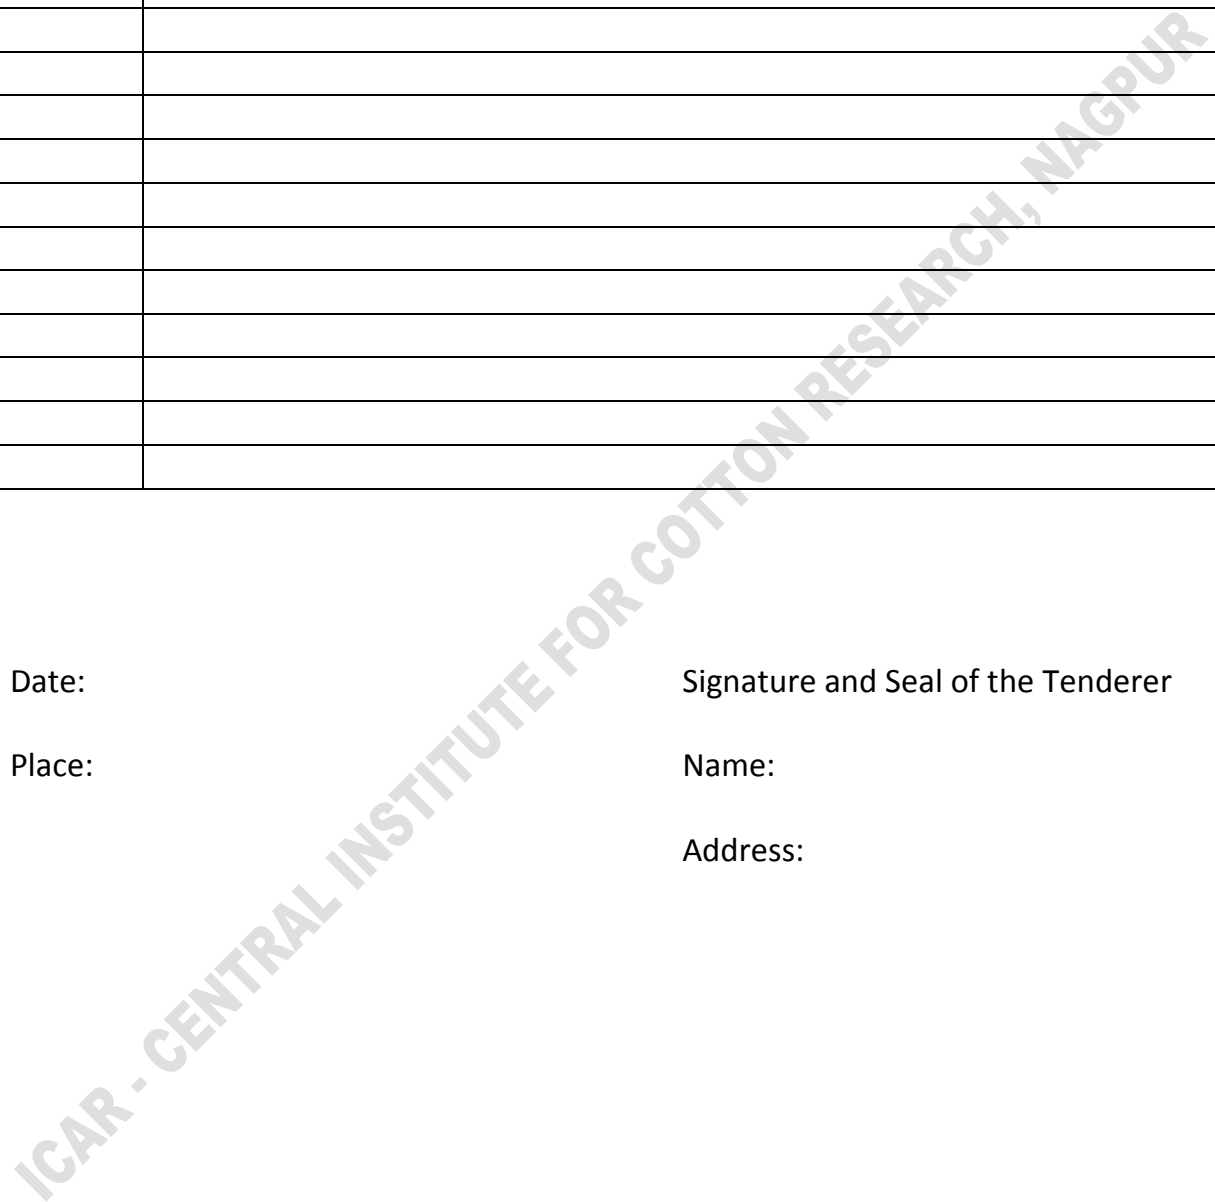 Date:
Signature and Seal of the Tenderer
Place:
Name:
Address:
ICAR - CENTRAL INSTITUTE FOR COTTON RESEARCH, NAGPUR